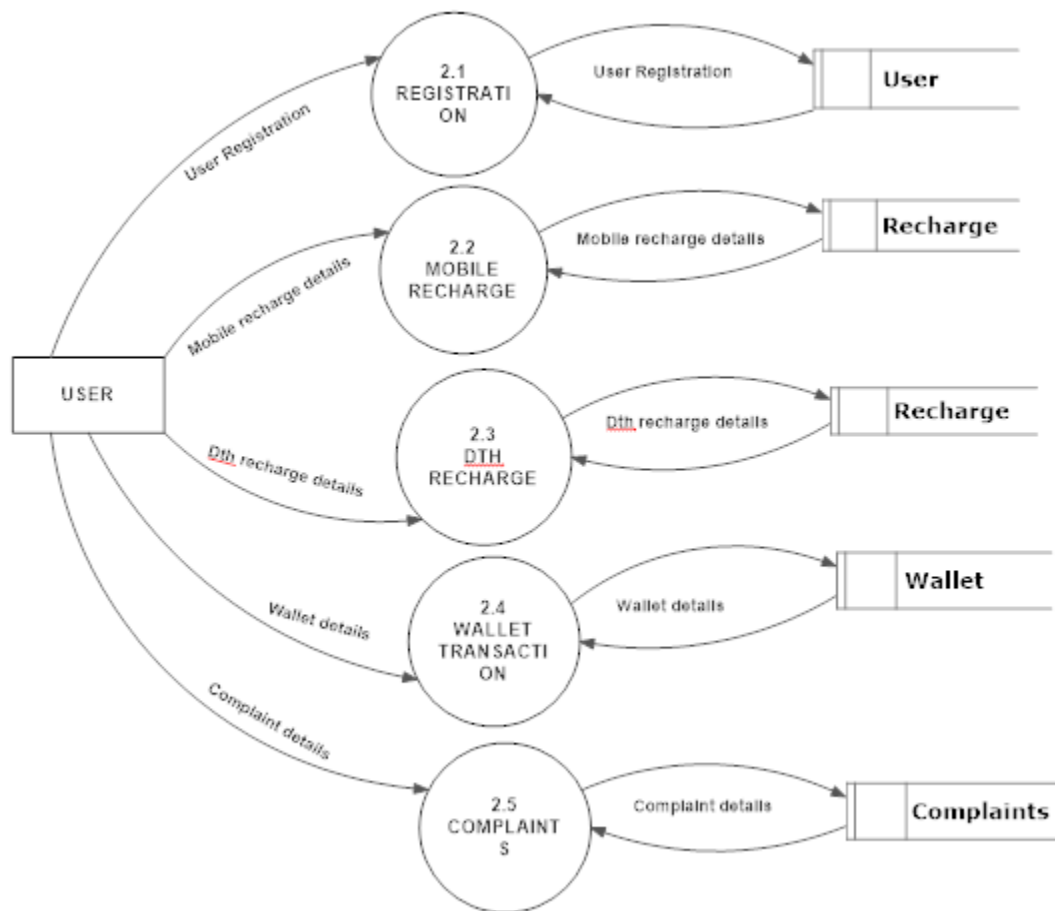 2.1
REGISTRATI
ON
User Registration
User
User Registration
2.2
MOBILE
RECHARGE
Mobile recharge details
Recharge
Mobile recharge details
USER
2.3
DTH
RECHARGE
Dth recharge details
Recharge
Dth recharge details
2.4
WALLET
TRANSACTI
ON
Wallet details
Wallet
Wallet details
Complaint details
2.5
COMPLAINT
S
Complaint details
Complaints